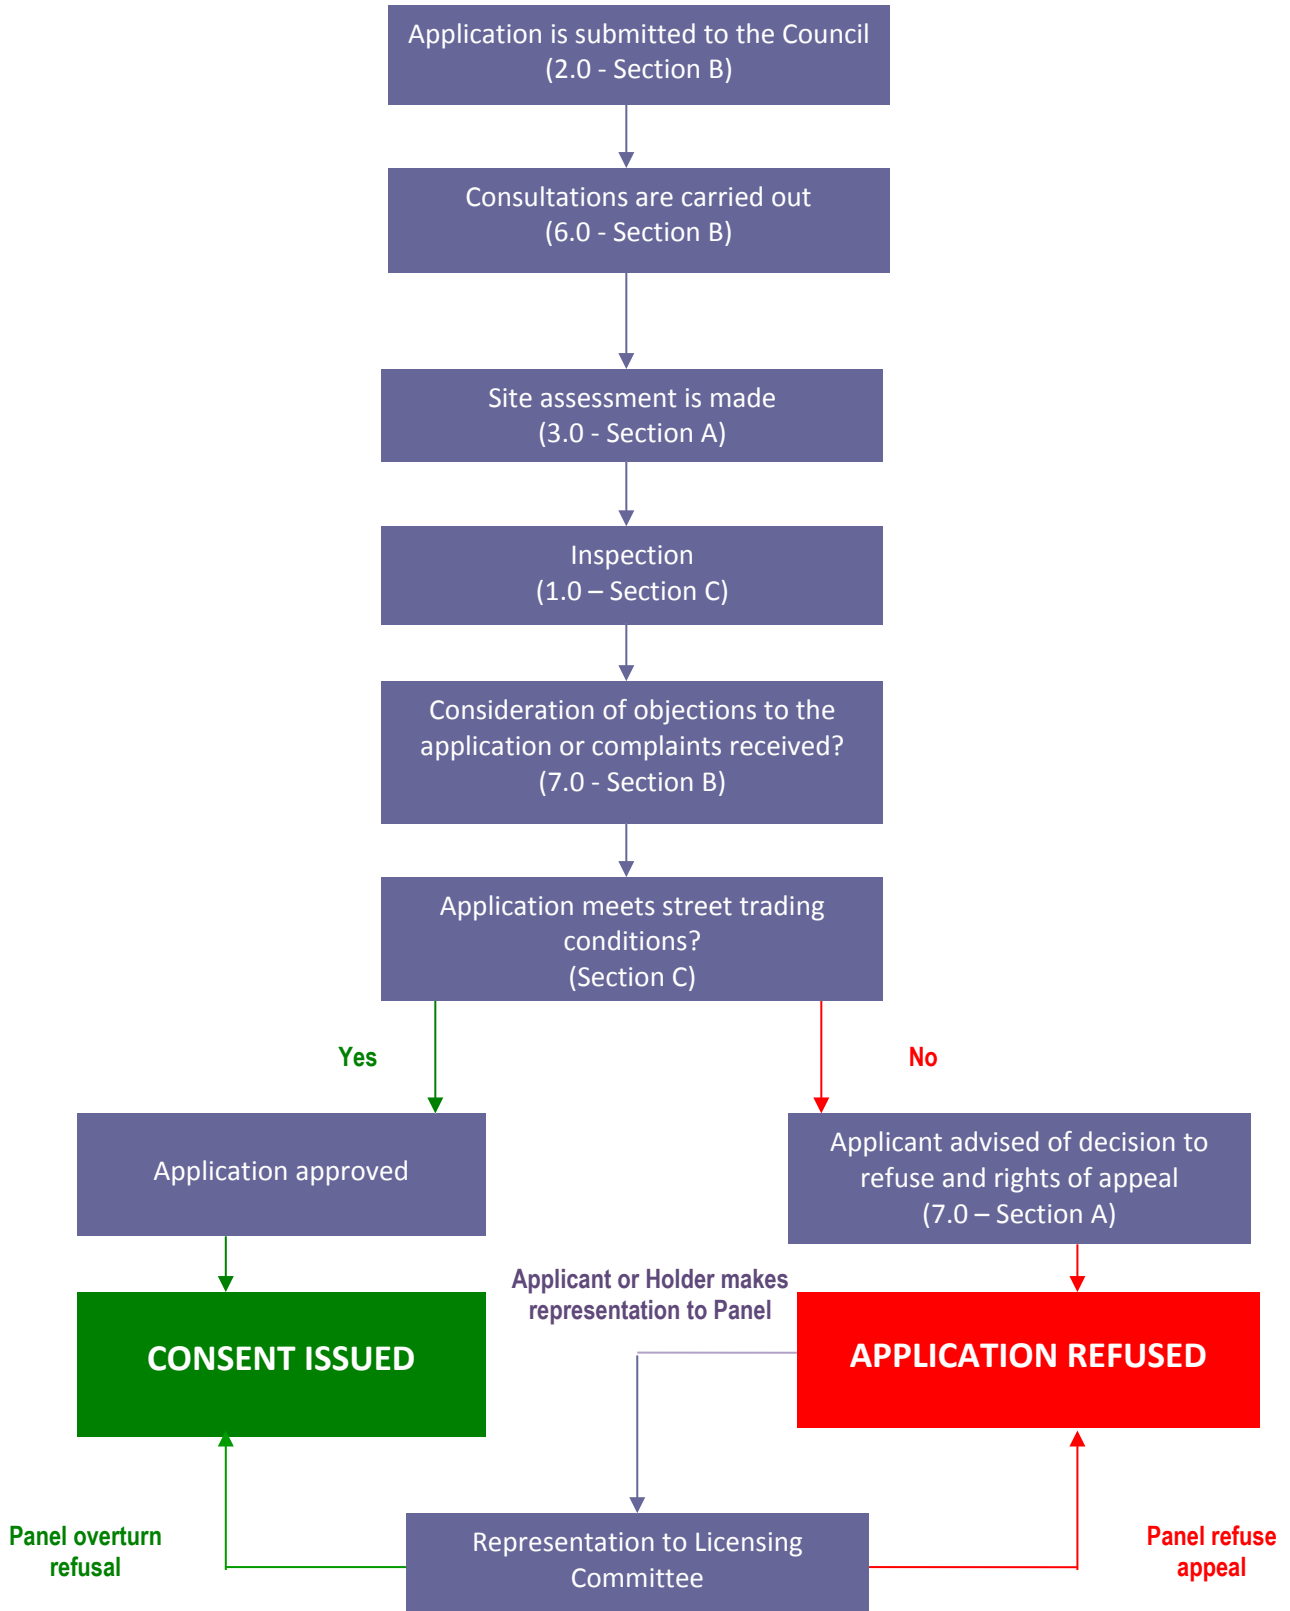 Application is submitted to the Council
(2.0 - Section B)
Consultations are carried out
(6.0 - Section B)
Site assessment is made
(3.0 - Section A)
Inspection
(1.0 – Section C)
Consideration of objections to the
application or complaints received?
(7.0 - Section B)
Application meets street trading
conditions?
(Section C)
Yes
No
Application approved
Applicant advised of decision to
refuse and rights of appeal
(7.0 – Section A)
Applicant or Holder makes
representation to Panel
CONSENT ISSUED
APPLICATION REFUSED
Panel overturn
refusal
Representation to Licensing
Committee
Panel refuse
appeal